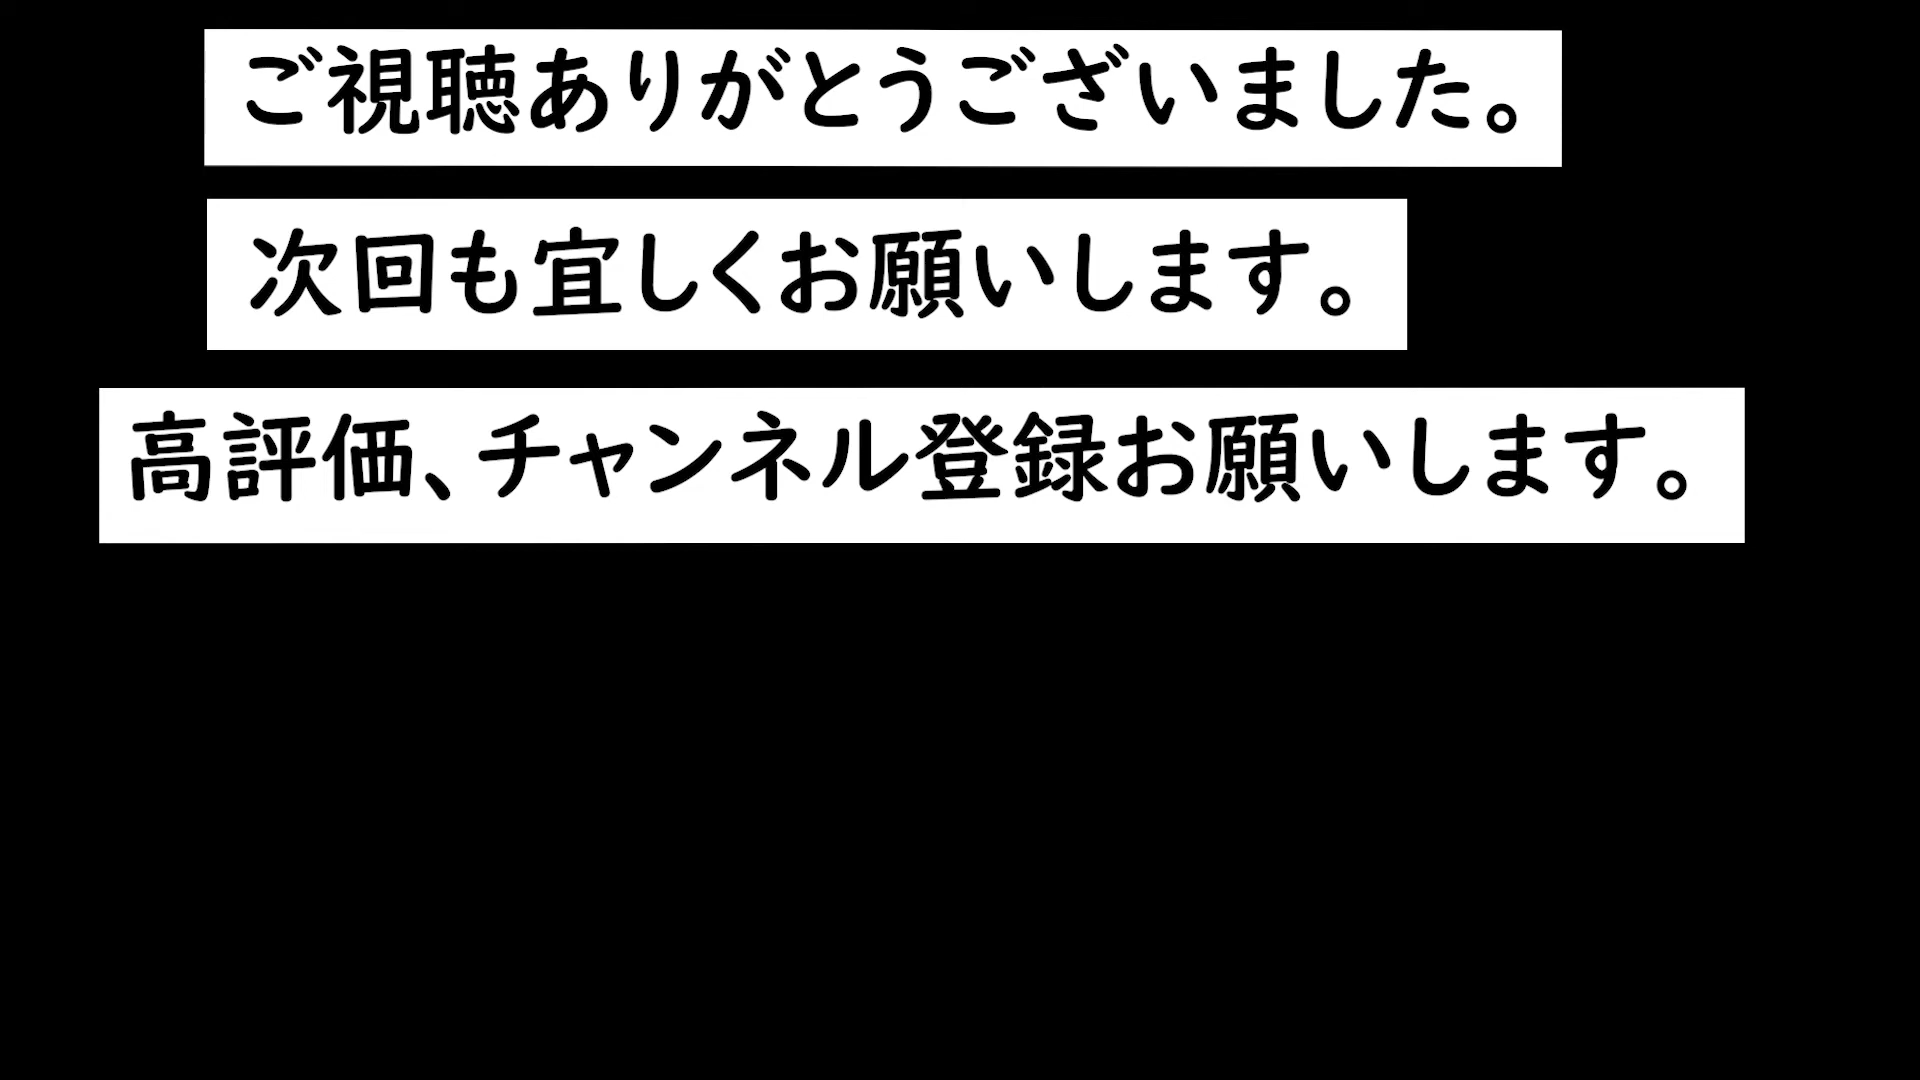 ご視聴ありがとうございました。
次回も宜しくお願いします。
高評価、チャンネル登録お願いします。